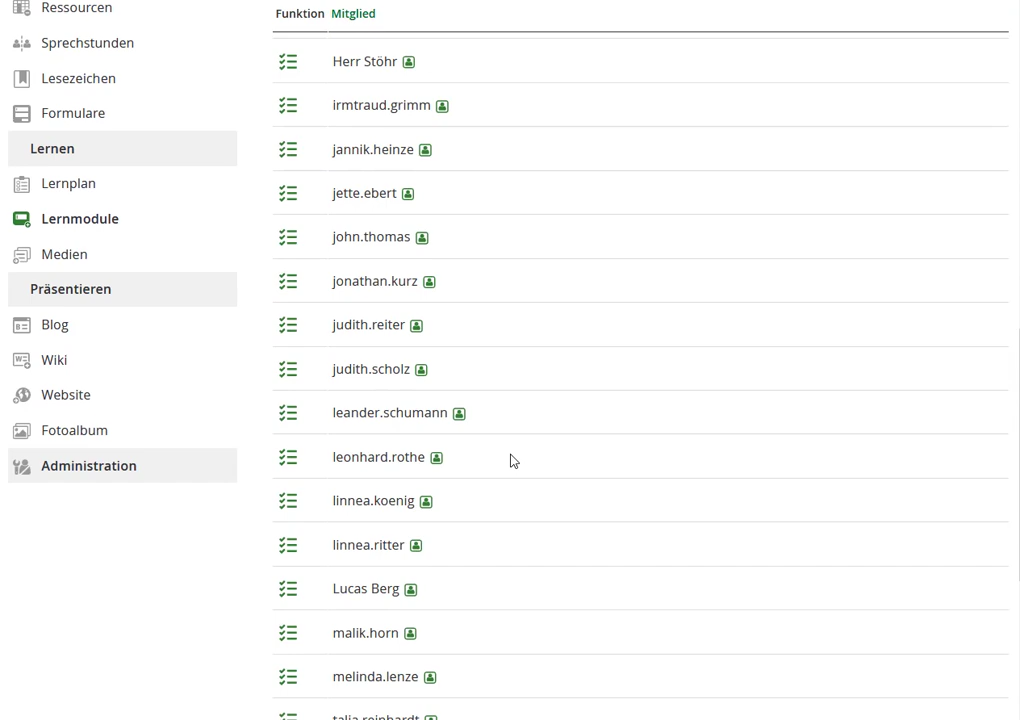 Ressourcen
Sprechstunden
Lesezeichen
Formulare
Lernen
Lernplan
Lernmodule
Medien
Präsentieren
Blog
Wiki
Website
Fotoalbum
Administration
Funktion Mitglied
Herr Stöhr
irmtraud.grimm
jannik.heinze
jette.ebert
john.thomas
jonathan.kurz
judith.reiter
judith.scholz
leander.schumann
leonhard.rothe
linnea.koenig
linnea.ritter
Lucas Berg
malik.horn
melinda.lenze
talia.reinhardt